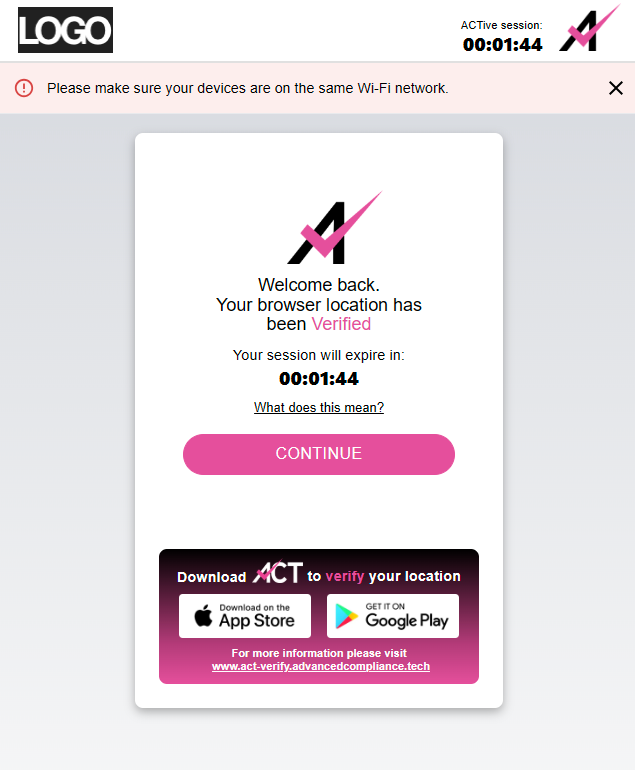 LOGO
ACTive session:
00:01:44
Please make sure your devices are on the same Wi-Fi network.
Welcome back.
Your browser location has
been Verified
Your session will expire in:
00:01:44
What does this mean?
CONTINUE
Download ACT to verify your location
Download on the
App Store
GET IT ON
Google Play
For more information please visit
www.act-verify.advancedcompliance.tech